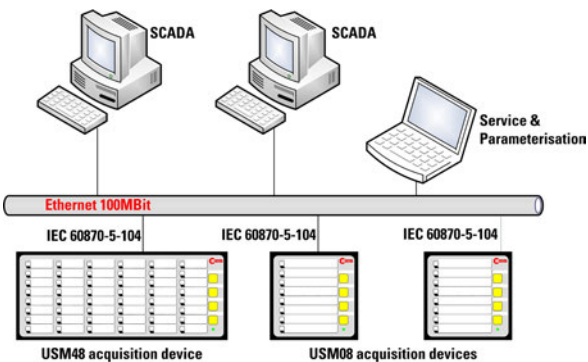 SCADA
SCADA
Service &
Parameterisation
Ethernet 100MBit
IEC 60870-5-104
IEC 60870-5-104
IEC 60870-5-104
USM48 acquisition device
USM08 acquisition devices